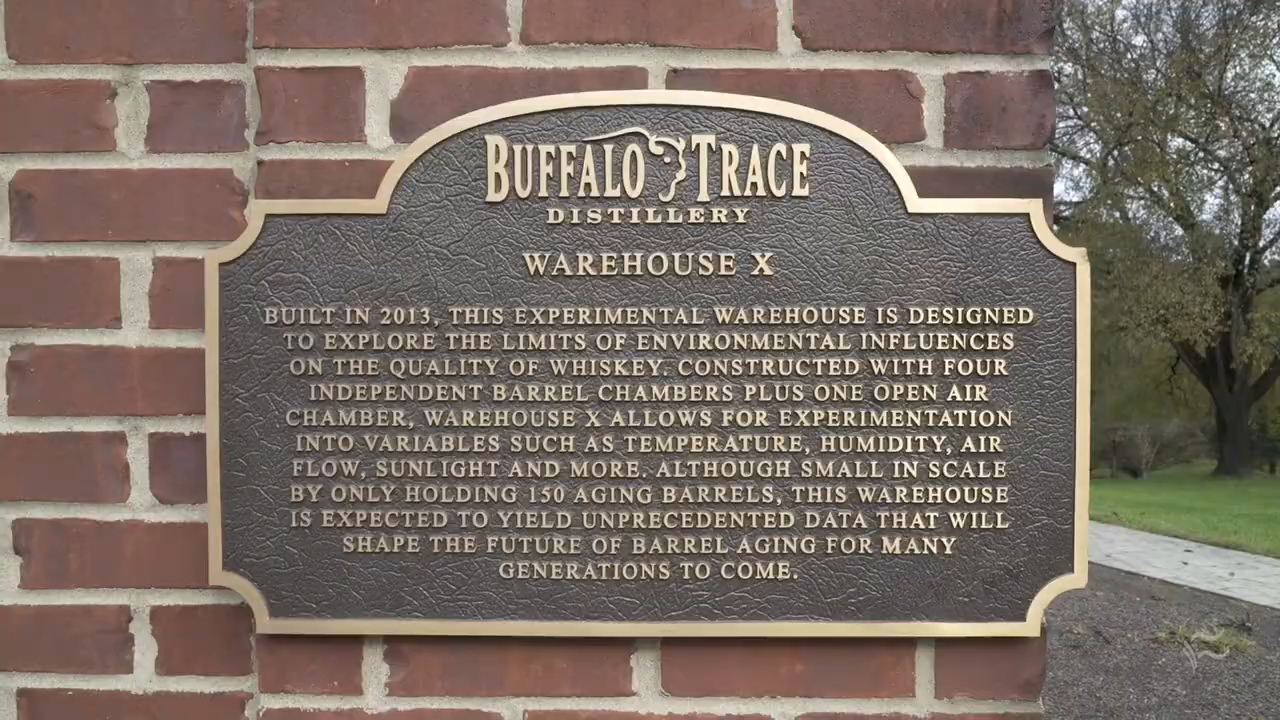 BUFFALO TRACE
DISTILLERY
WAREHOUSE X
BUILT IN 2013, THIS EXPERIMENTAL WAREHOUSE IS DESIGNED
TO EXPLORE THE LIMITS OF ENVIRONMENTAL INFLUENCES
ON THE QUALITY OF WHISKEY. CONSTRUCTED WITH FOUR
INDEPENDENT BARREL CHAMBERS PLUS ONE OPEN AIR
CHAMBER, WAREHOUSE X ALLOWS FOR EXPERIMENTATION
INTO VARIABLES SUCH AS TEMPERATURE, HUMIDITY, AIR
FLOW, SUNLIGHT AND MORE. ALTHOUGH SMALL IN SCALE
BY ONLY HOLDING 150 AGING BARRELS, THIS WAREHOUSE
IS EXPECTED TO YIELD UNPRECEDENTED DATA THAT WILL
SHAPE THE FUTURE OF BARREL AGING FOR MANY
GENERATIONS TO COME.